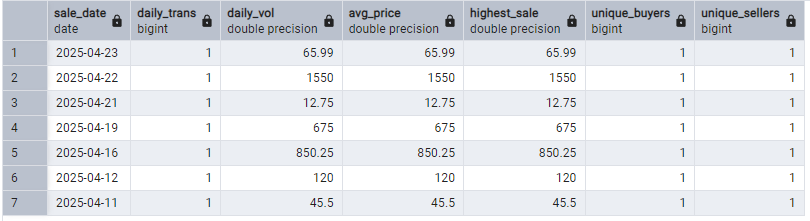 sale_date daily_trans daily_vol avg_price highest_sale unique_buyers unique_sellers
date bigint double precision double precision double precision bigint bigint
1 2025-04-23 1 65.99 65.99 65.99 1 1
2 2025-04-22 1 1550 1550 1550 1 1
3 2025-04-21 1 12.75 12.75 12.75 1 1
4 2025-04-19 1 675 675 675 1 1
5 2025-04-16 1 850.25 850.25 850.25 1 1
6 2025-04-12 1 120 120 120 1 1
7 2025-04-11 1 45.5 45.5 45.5 1 1